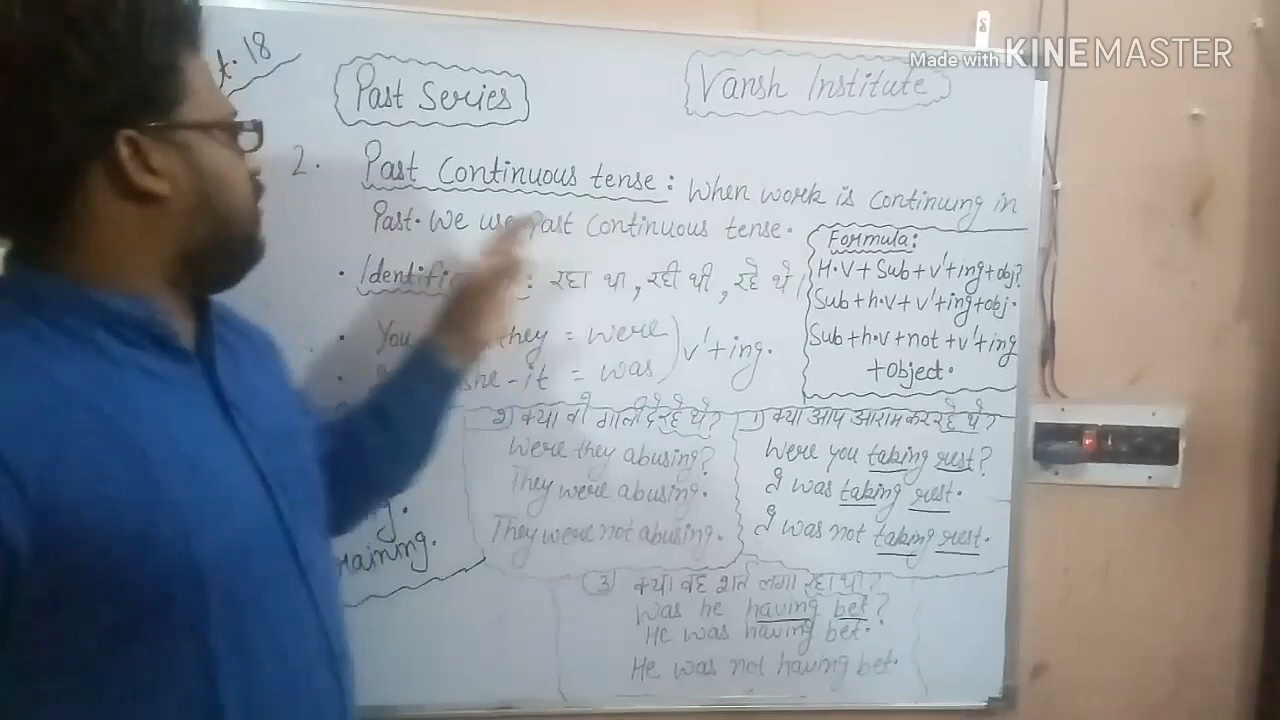 t. 18
Past Series
Vansh Institute
Made with KINEMASTER
2. Past Continuous tense: When work is continuing in
Past. We use Past Continuous tense.
Formula:
H.V + Sub + v'+ing+obj?
Sub+h.v+v'+ing+obj.
Sub+h.v+not+v'+ing
+Object.
. Identifi : रहा था, रही थी, रहे थे
. You they = were
. she-it = was
v'+ing.
1) क्या आप आराम कर रहे थे?
Were you taking rest?
I was taking rest.
I was not taking rest.
2) क्या वो गाली दे रहे थे?
Were they abusing?
They were abusing.
They were not abusing.
raining.
3) क्या वह शर्त लगा रहा था?
Was he having bet?
He was having bet.
He was not having bet.